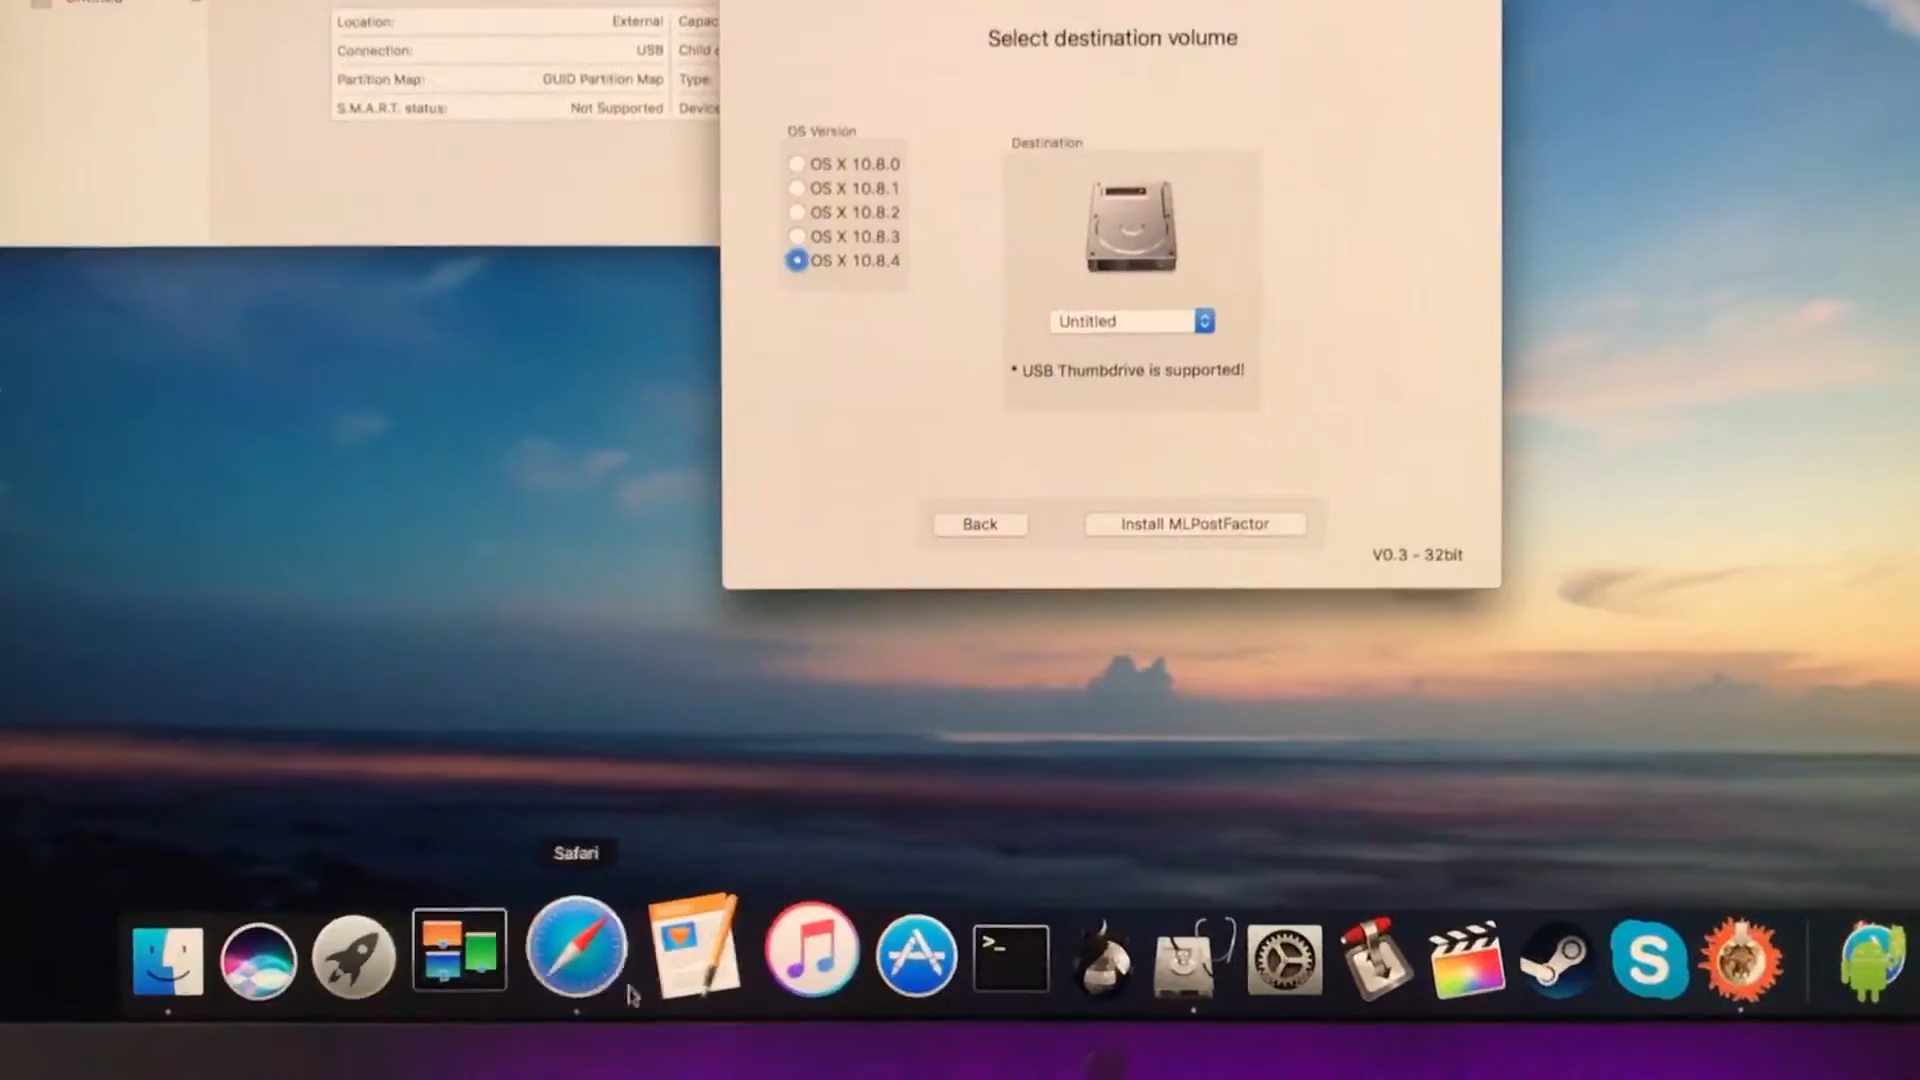 Location: External Capac
Connection: USB Child
Partition Map: GUID Partition Map Type:
S.M.A.R.T. status: Not Supported Device
Select destination volume
OS Version
OS X 10.8.0
OS X 10.8.1
OS X 10.8.2
OS X 10.8.3
OS X 10.8.4
Destination
Untitled
* USB Thumbdrive is supported!
Back
Install MLPostFactor
V0.3 - 32bit
Safari
>_
S